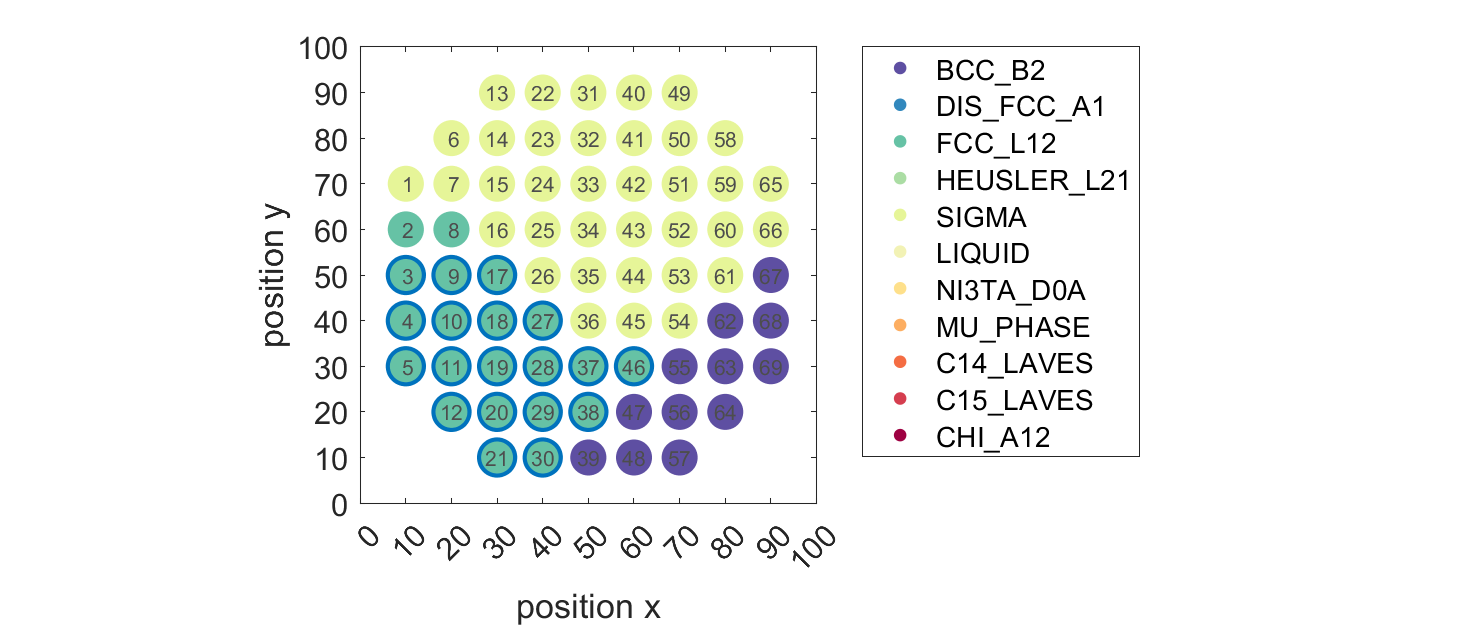 100
90
80
70
60
50
40
30
20
10
0
position y
13 22 31 40 49
6 14 23 32 41 50 58
1 7 15 24 33 42 51 59 65
2 8 16 25 34 43 52 60 66
3 9 17 26 35 44 53 61 67
4 10 18 27 36 45 54 62 68
5 11 19 28 37 46 55 63 69
12 20 29 38 47 56 64
21 30 39 48 57
0 10 20 30 40 50 60 70 80 90 100
position x
BCC_B2
DIS_FCC_A1
FCC_L12
HEUSLER_L21
SIGMA
LIQUID
NI3TA_D0A
MU_PHASE
C14_LAVES
C15_LAVES
CHI_A12